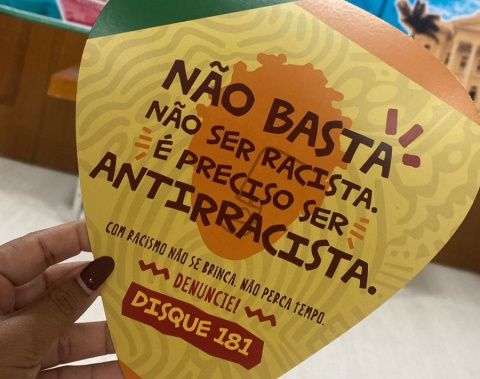 NÃO BASTA
NÃO SER RACISTA.
É PRECISO SER
ANTIRRACISTA.
COM RACISMO NÃO SE BRINCA. NÃO PERCA TEMPO.
DENUNCIE!
DISQUE 181